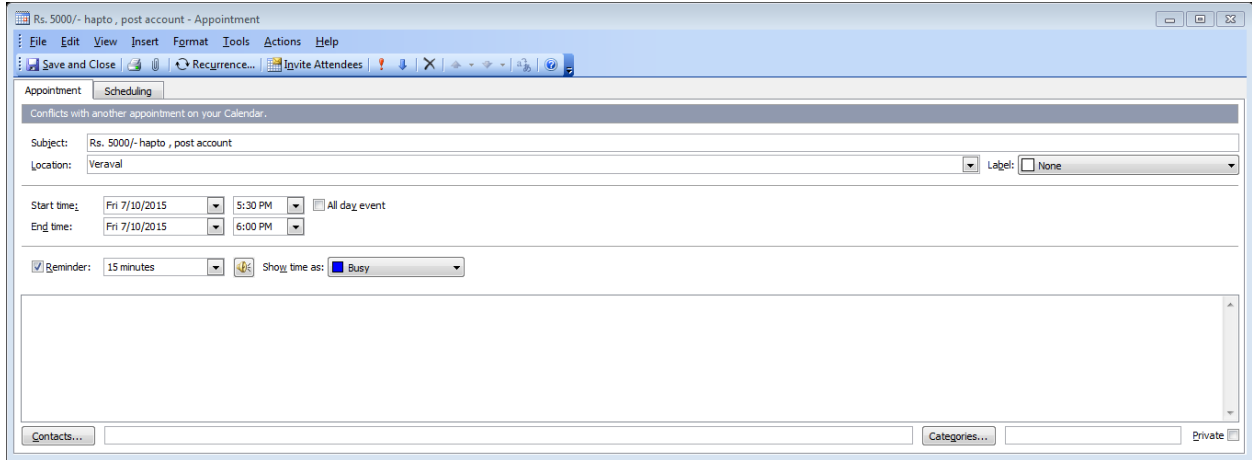 Rs. 5000/- hapto , post account - Appointment
File Edit View Insert Format Tools Actions Help
Save and Close Recurrence... Invite Attendees
Appointment Scheduling
Conflicts with another appointment on your Calendar.
Subject: Rs. 5000/- hapto , post account
Location: Veraval Label: None
Start time: Fri 7/10/2015 5:30 PM All day event
End time: Fri 7/10/2015 6:00 PM
Reminder: 15 minutes Show time as: Busy
Contacts... Categories... Private